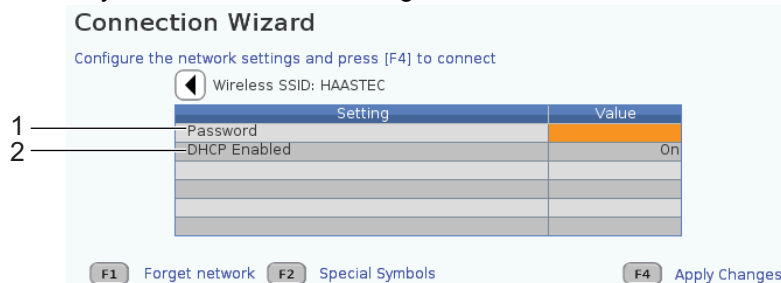 Connection Wizard
Configure the network settings and press [F4] to connect
Wireless SSID: HAASTEC
Setting Value
1 Password
2 DHCP Enabled On
F1 Forget network F2 Special Symbols F4 Apply Changes